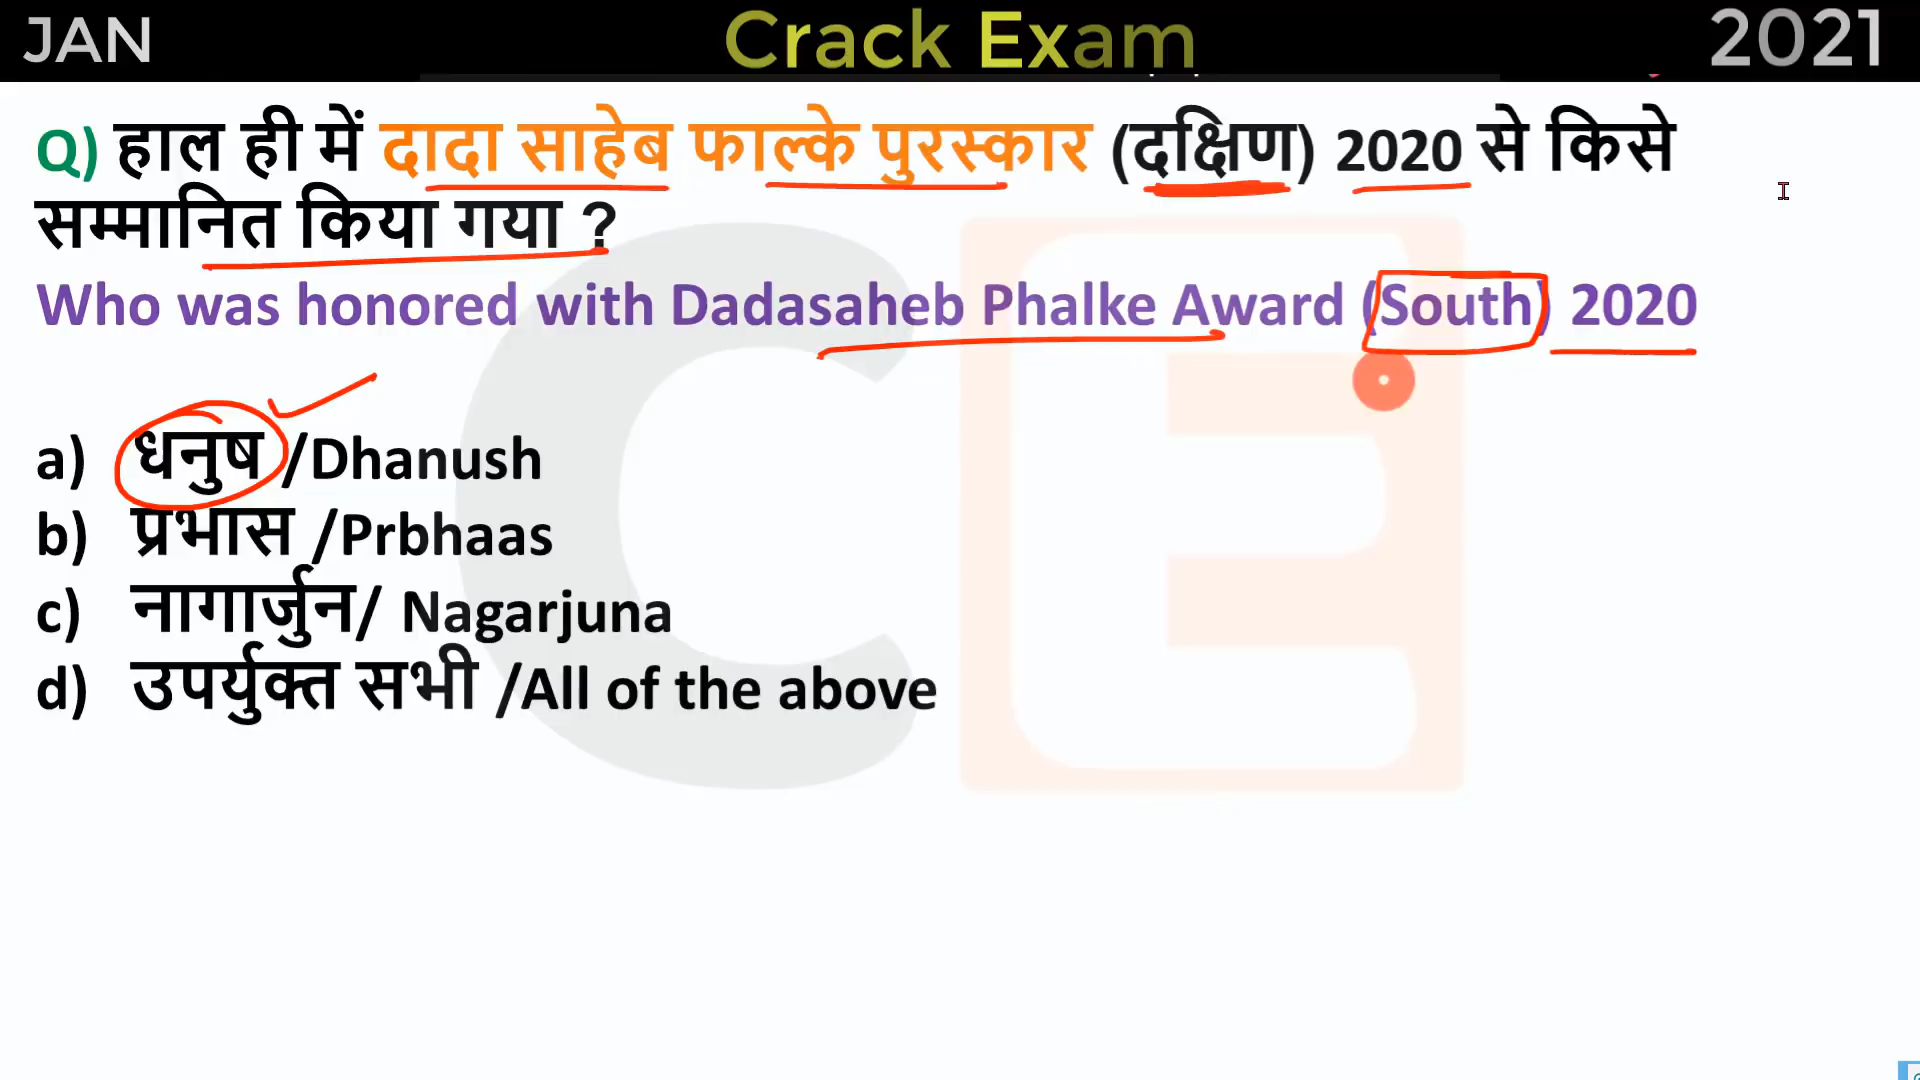 JAN
Crack Exam
2021
Q) हाल ही में दादा साहेब फाल्के पुरस्कार (दक्षिण) 2020 से किसे
सम्मानित किया गया ?
Who was honored with Dadasaheb Phalke Award (South) 2020
a) धनुष /Dhanush
b) प्रभास /Prbhaas
c) नागार्जुन/ Nagarjuna
d) उपर्युक्त सभी /All of the above
CE